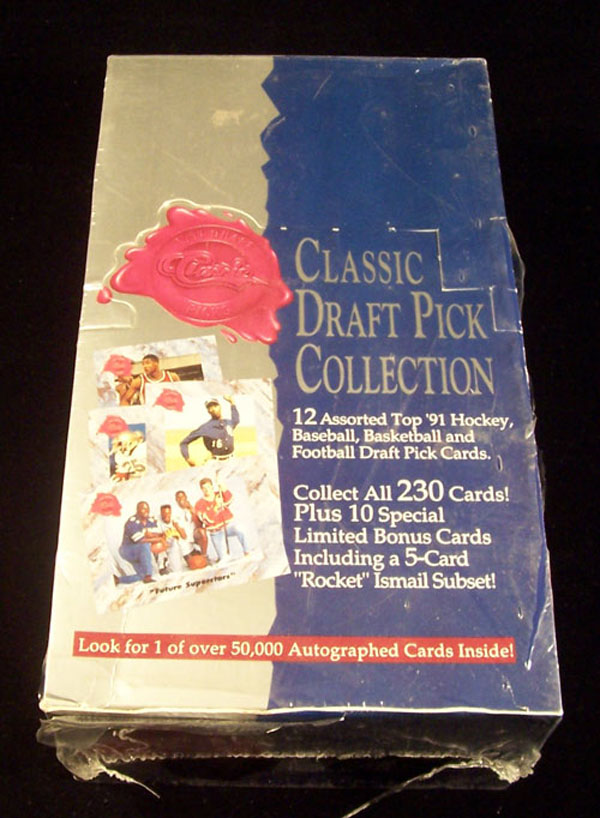 Classic
CLASSIC
DRAFT PICK
COLLECTION
12 Assorted Top '91 Hockey,
Baseball, Basketball and
Football Draft Pick Cards.
Collect All 230 Cards!
Plus 10 Special
Limited Bonus Cards
Including a 5-Card
"Rocket" Ismail Subset!
16
"Future Superstars"
Look for 1 of over 50,000 Autographed Cards Inside!